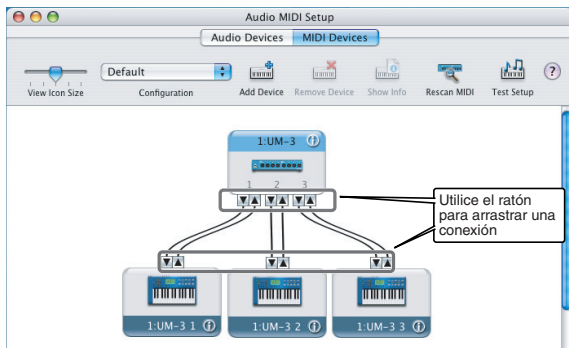 Audio MIDI Setup
Audio Devices MIDI Devices
Default
View Icon Size Configuration Add Device Remove Device Show Info Rescan MIDI Test Setup ?
1:UM-3
1 2 3
Utilice el ratón
para arrastrar una
conexión
1:UM-3 1 1:UM-3 2 1:UM-3 3